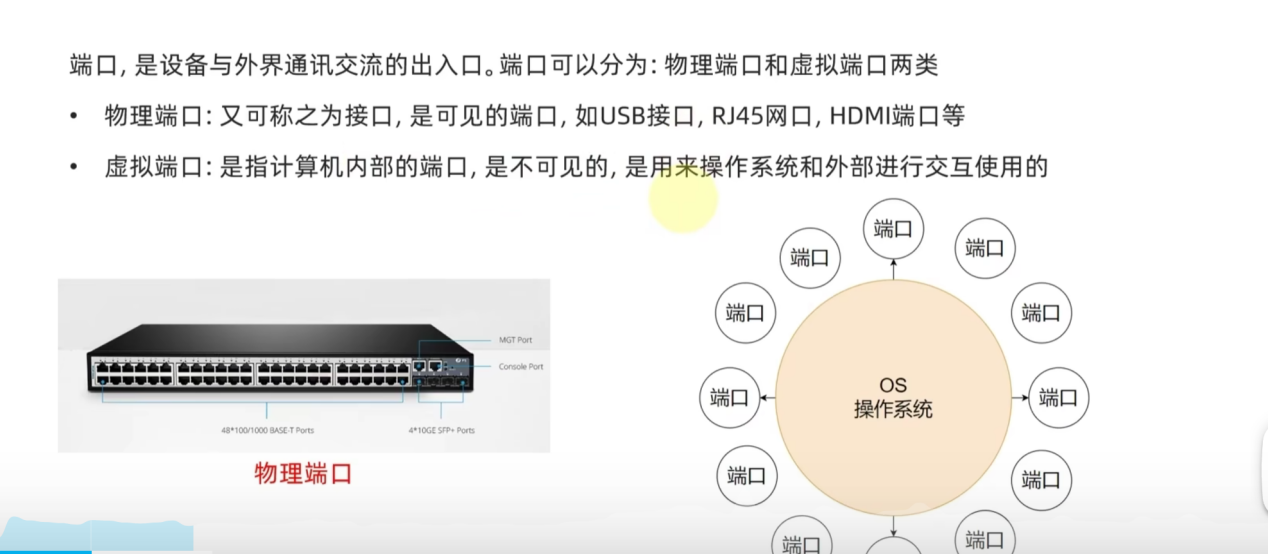 端口，是设备与外界通讯交流的出入口。端口可以分为：物理端口和虚拟端口两类
• 物理端口：又可称之为接口，是可见的端口，如USB接口，RJ45网口，HDMI端口等
• 虚拟端口：是指计算机内部的端口，是不可见的，是用来操作系统和外部进行交互使用的
端口
端口
端口
端口
端口
MGT Port
Console Port
端口
OS
操作系统
端口
48*100/1000 BASE-T Ports
4*10GE SFP+ Ports
物理端口
端口
端口
端口
端口